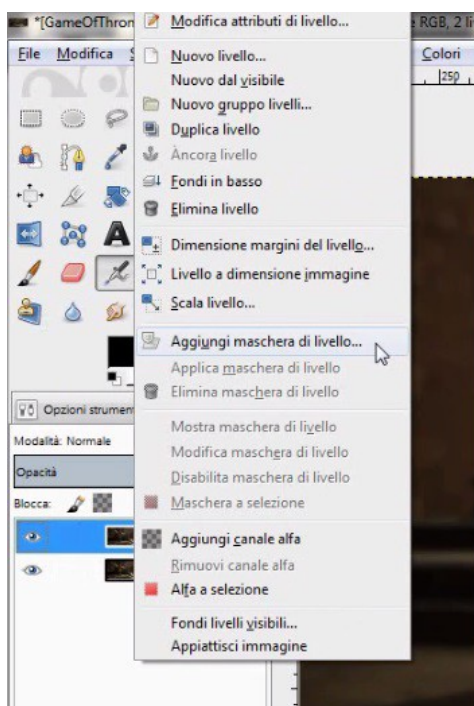 *[GameOfThron
RGB, 2 li
File Modifica S
Colori
250
Modifica attributi di livello...
Nuovo livello...
Nuovo dal visibile
Nuovo gruppo livelli...
Duplica livello
Àncora livello
Fondi in basso
Elimina livello
Dimensione margini del livello...
Livello a dimensione immagine
Scala livello...
Aggiungi maschera di livello...
Applica maschera di livello
Elimina maschera di livello
Mostra maschera di livello
Modifica maschera di livello
Disabilita maschera di livello
Maschera a selezione
Aggiungi canale alfa
Rimuovi canale alfa
Alfa a selezione
Fondi livelli visibili...
Appiattisci immagine
Opzioni strumen
Modalità: Normale
Opacità
Blocca: